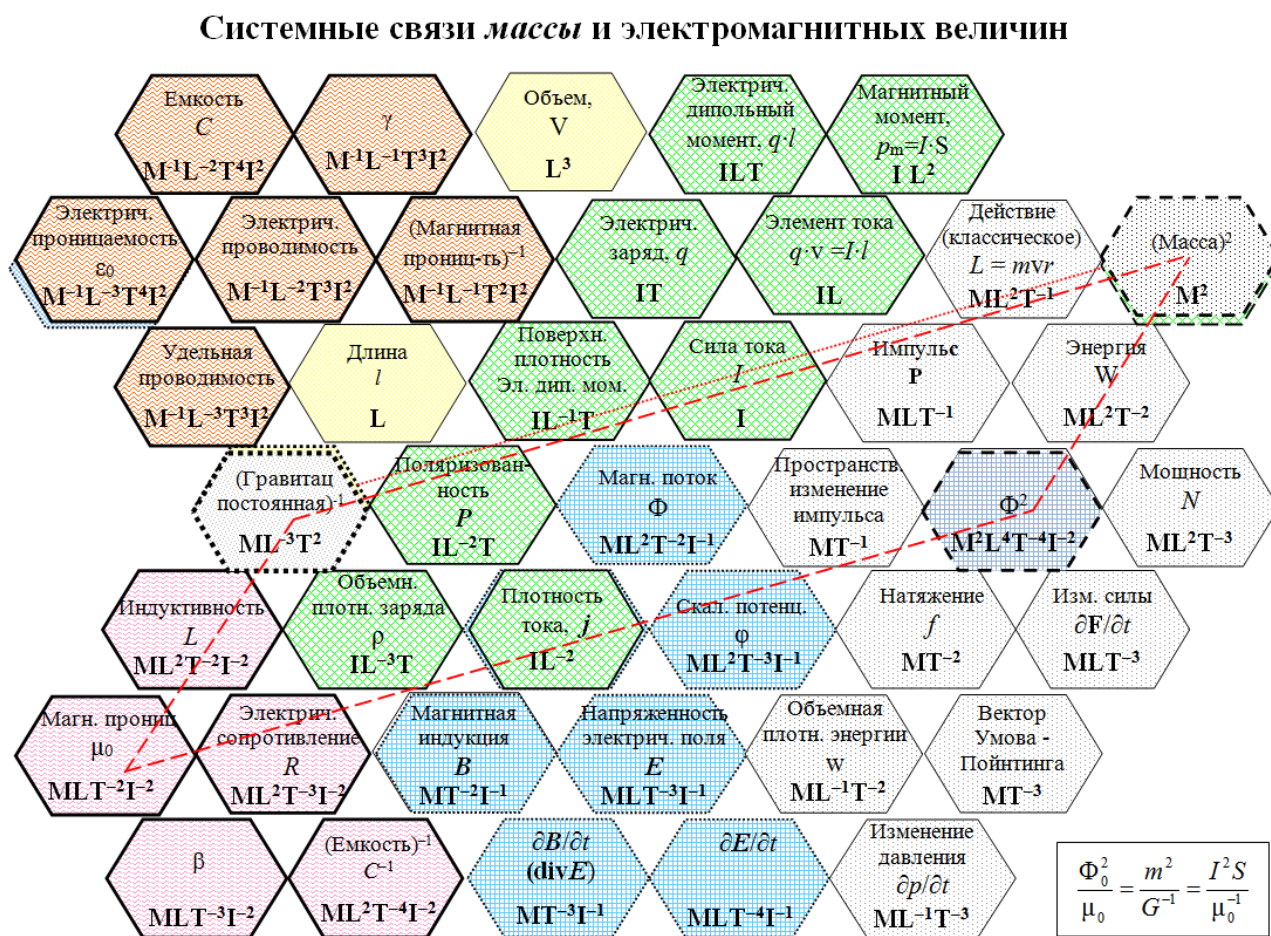 Системные связи массы и электромагнитных величин
Емкость
C
M⁻¹L⁻²T⁴I²
γ
M⁻¹L⁻¹T³I²
Объем,
V
L³
Электрич.
дипольный
момент, q·l
ILT
Магнитный
момент,
pₘ=I·S
I L²
Электрич.
проницаемость
ε₀
M⁻¹L⁻³T⁴I²
Электрич.
проводимость
M⁻¹L⁻²T³I²
(Магнитная
прониц-ть)⁻¹
M⁻¹L⁻¹T²I²
Электрич.
заряд, q
IT
Элемент тока
q·v =I·l
IL
Действие
(классическое)
L = mvr
ML²T⁻¹
(Масса)²
M²
Удельная
проводимость
M⁻¹L⁻³T³I²
Длина
l
L
Поверхн.
плотность
Эл. дип. мом.
IL⁻¹T
Сила тока
I
I
Импульс
P
MLT⁻¹
Энергия
W
ML²T⁻²
(Гравитац
постоянная)⁻¹
ML⁻³T²
Поляризован-
ность
P
IL⁻²T
Магн. поток
Φ
ML²T⁻²I⁻¹
Пространств.
изменение
импульса
MT⁻¹
Φ²
M²L⁴T⁻⁴I⁻²
Мошность
N
ML²T⁻³
Индуктивность
L
ML²T⁻²I⁻²
Объемн.
плотн. заряда
ρ
IL⁻³T
Плотность
тока, j
IL⁻²
Скал. потенц.
φ
ML²T⁻³I⁻¹
Натяжение
f
MT⁻²
Изм. силы
∂F/∂t
MLT⁻³
Магн. прониц
μ₀
MLT⁻²I⁻²
Электрич.
сопротивление
R
ML²T⁻³I⁻²
Магнитная
индукция
B
MT⁻²I⁻¹
Напряженность
электрич. поля
E
MLT⁻³I⁻¹
Объемная
плотн. энергии
w
ML⁻¹T⁻²
Вектор
Умова -
Пойнтинга
MT⁻³
β
MLT⁻³I⁻²
(Емкость)⁻¹
C⁻¹
ML²T⁻⁴I⁻²
∂B/∂t
(divE)
MT⁻³I⁻¹
∂E/∂t
MLT⁻⁴I⁻¹
Изменение
давления
∂p/∂t
ML⁻¹T⁻³
Φ₀²/μ₀ = m²/G⁻¹ = I²S/μ₀⁻¹